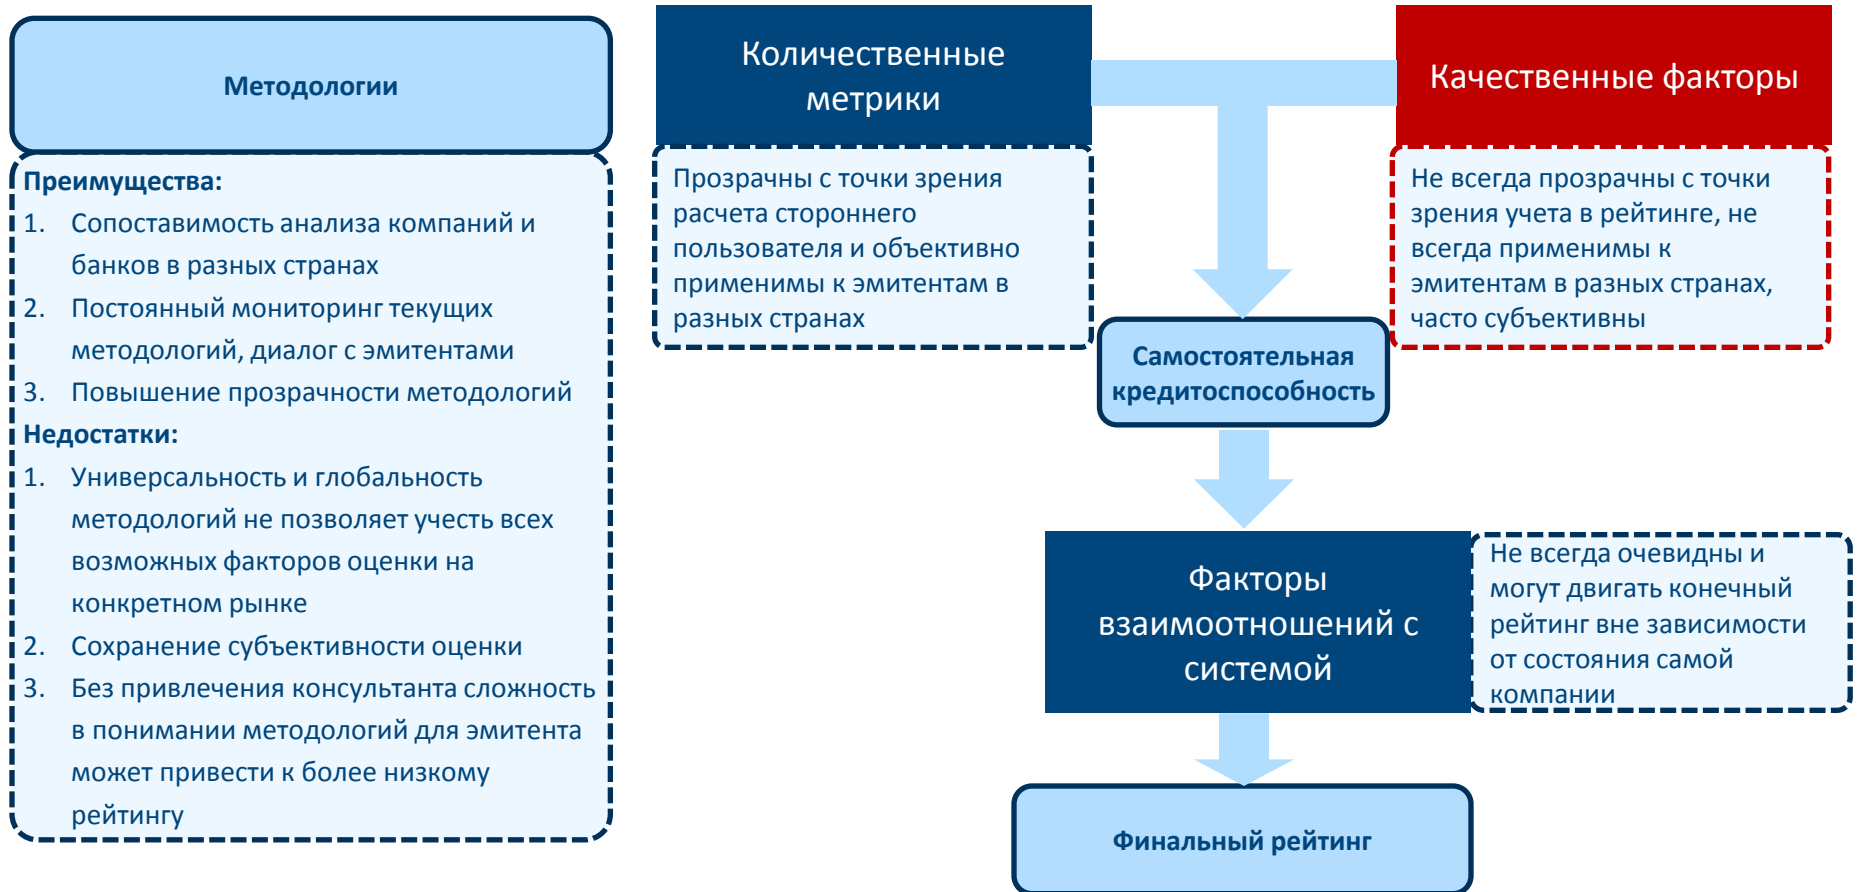 Методологии
Преимущества:
1. Сопоставимость анализа компаний и
банков в разных странах
2. Постоянный мониторинг текущих
методологий, диалог с эмитентами
3. Повышение прозрачности методологий
Недостатки:
1. Универсальность и глобальность
методологий не позволяет учесть всех
возможных факторов оценки на
конкретном рынке
2. Сохранение субъективности оценки
3. Без привлечения консультанта сложность
в понимании методологий для эмитента
может привести к более низкому
рейтингу
Количественные
метрики
Прозрачны с точки зрения
расчета стороннего
пользователя и объективно
применимы к эмитентам в
разных странах
Качественные факторы
Не всегда прозрачны с точки
зрения учета в рейтинге, не
всегда применимы к
эмитентам в разных странах,
часто субъективны
Самостоятельная
кредитоспособность
Факторы
взаимоотношений с
системой
Не всегда очевидны и
могут двигать конечный
рейтинг вне зависимости
от состояния самой
компании
Финальный рейтинг